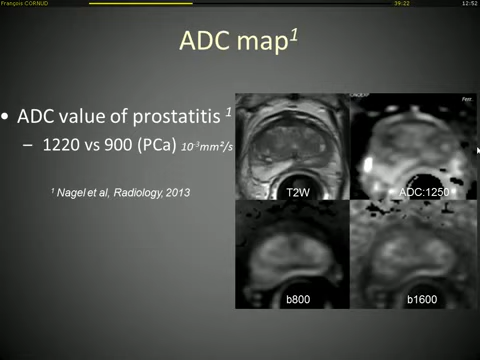 François CORNUD 39:22 12:52
ADC map1
• ADC value of prostatitis 1
– 1220 vs 900 (PCa) 10-3mm²/s
1 Nagel et al, Radiology, 2013
T2W
ADC:1250
b800
b1600